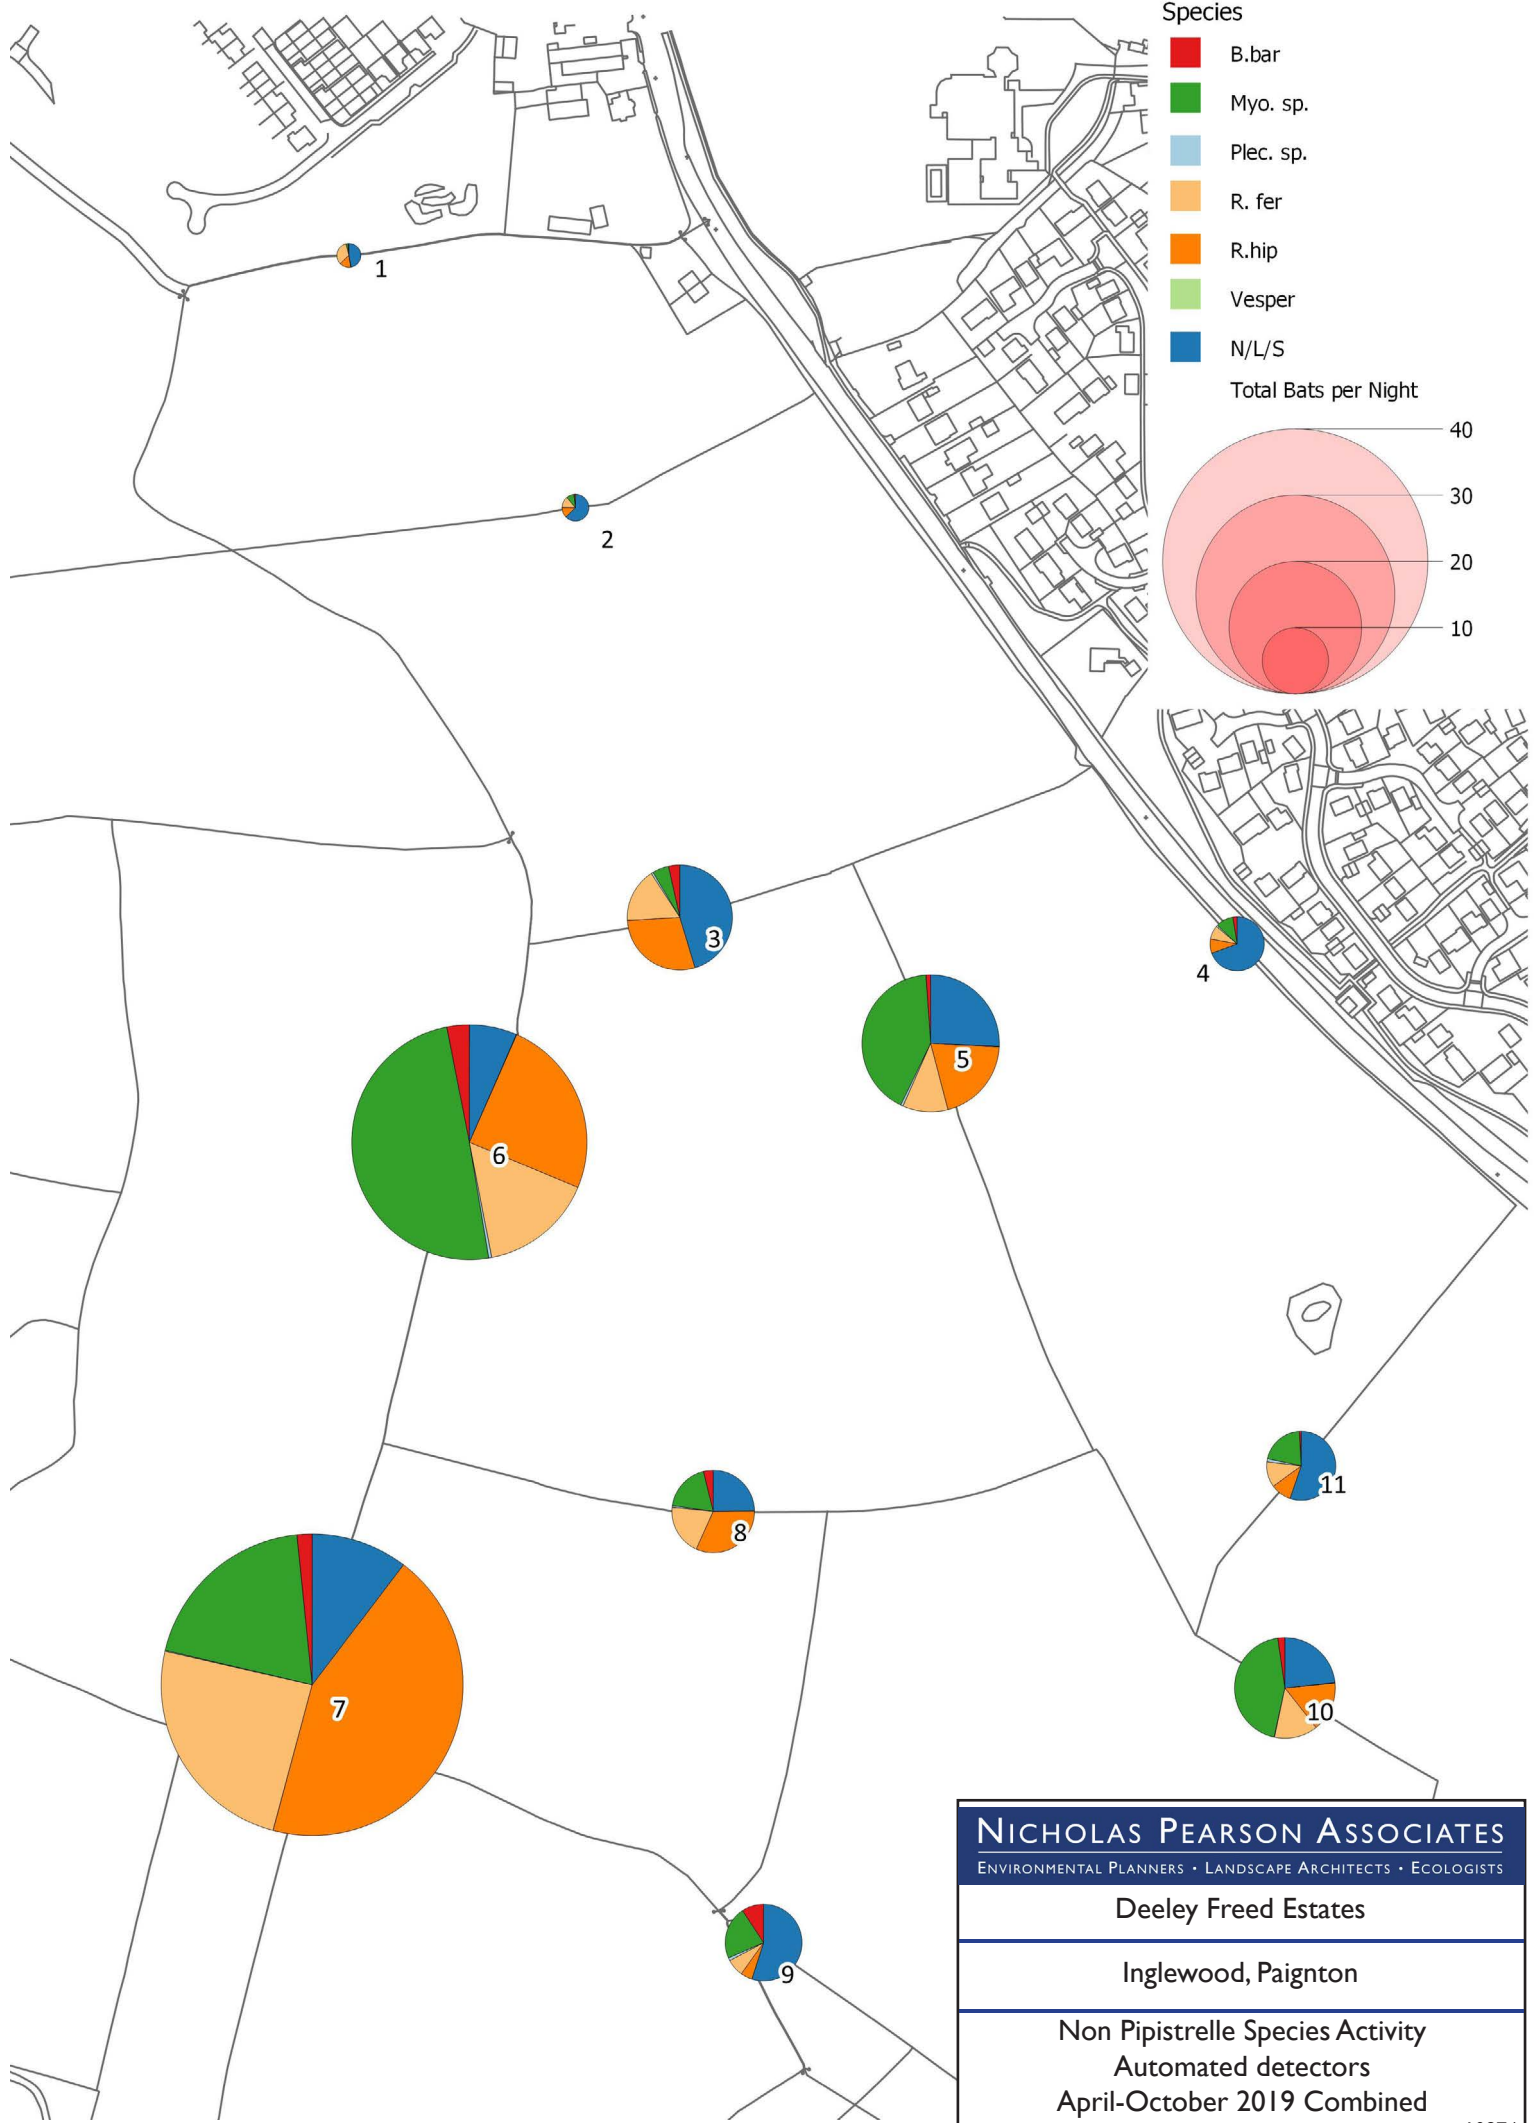 Species
B.bar
Myo. sp.
Plec. sp.
R. fer
R.hip
Vesper
N/L/S
Total Bats per Night
40
30
20
10
1
2
3
4
5
6
7
8
9
10
11
NICHOLAS PEARSON ASSOCIATES
ENVIRONMENTAL PLANNERS • LANDSCAPE ARCHITECTS • ECOLOGISTS
Deeley Freed Estates
Inglewood, Paignton
Non Pipistrelle Species Activity
Automated detectors
April-October 2019 Combined